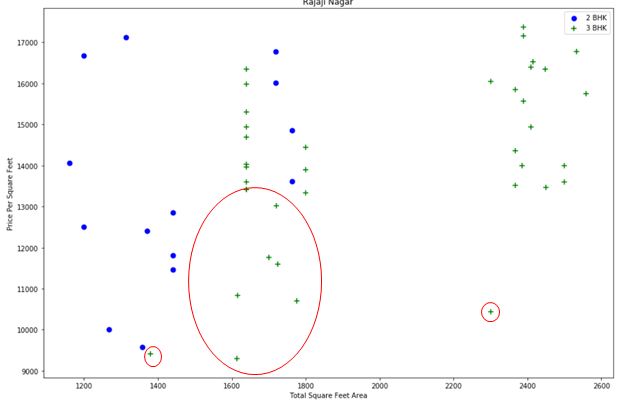 Rajaji Nagar
2 BHK
3 BHK
Price Per Square Feet
17000
16000
15000
14000
13000
12000
11000
10000
9000
1200 1400 1600 1800 2000 2200 2400 2600
Total Square Feet Area